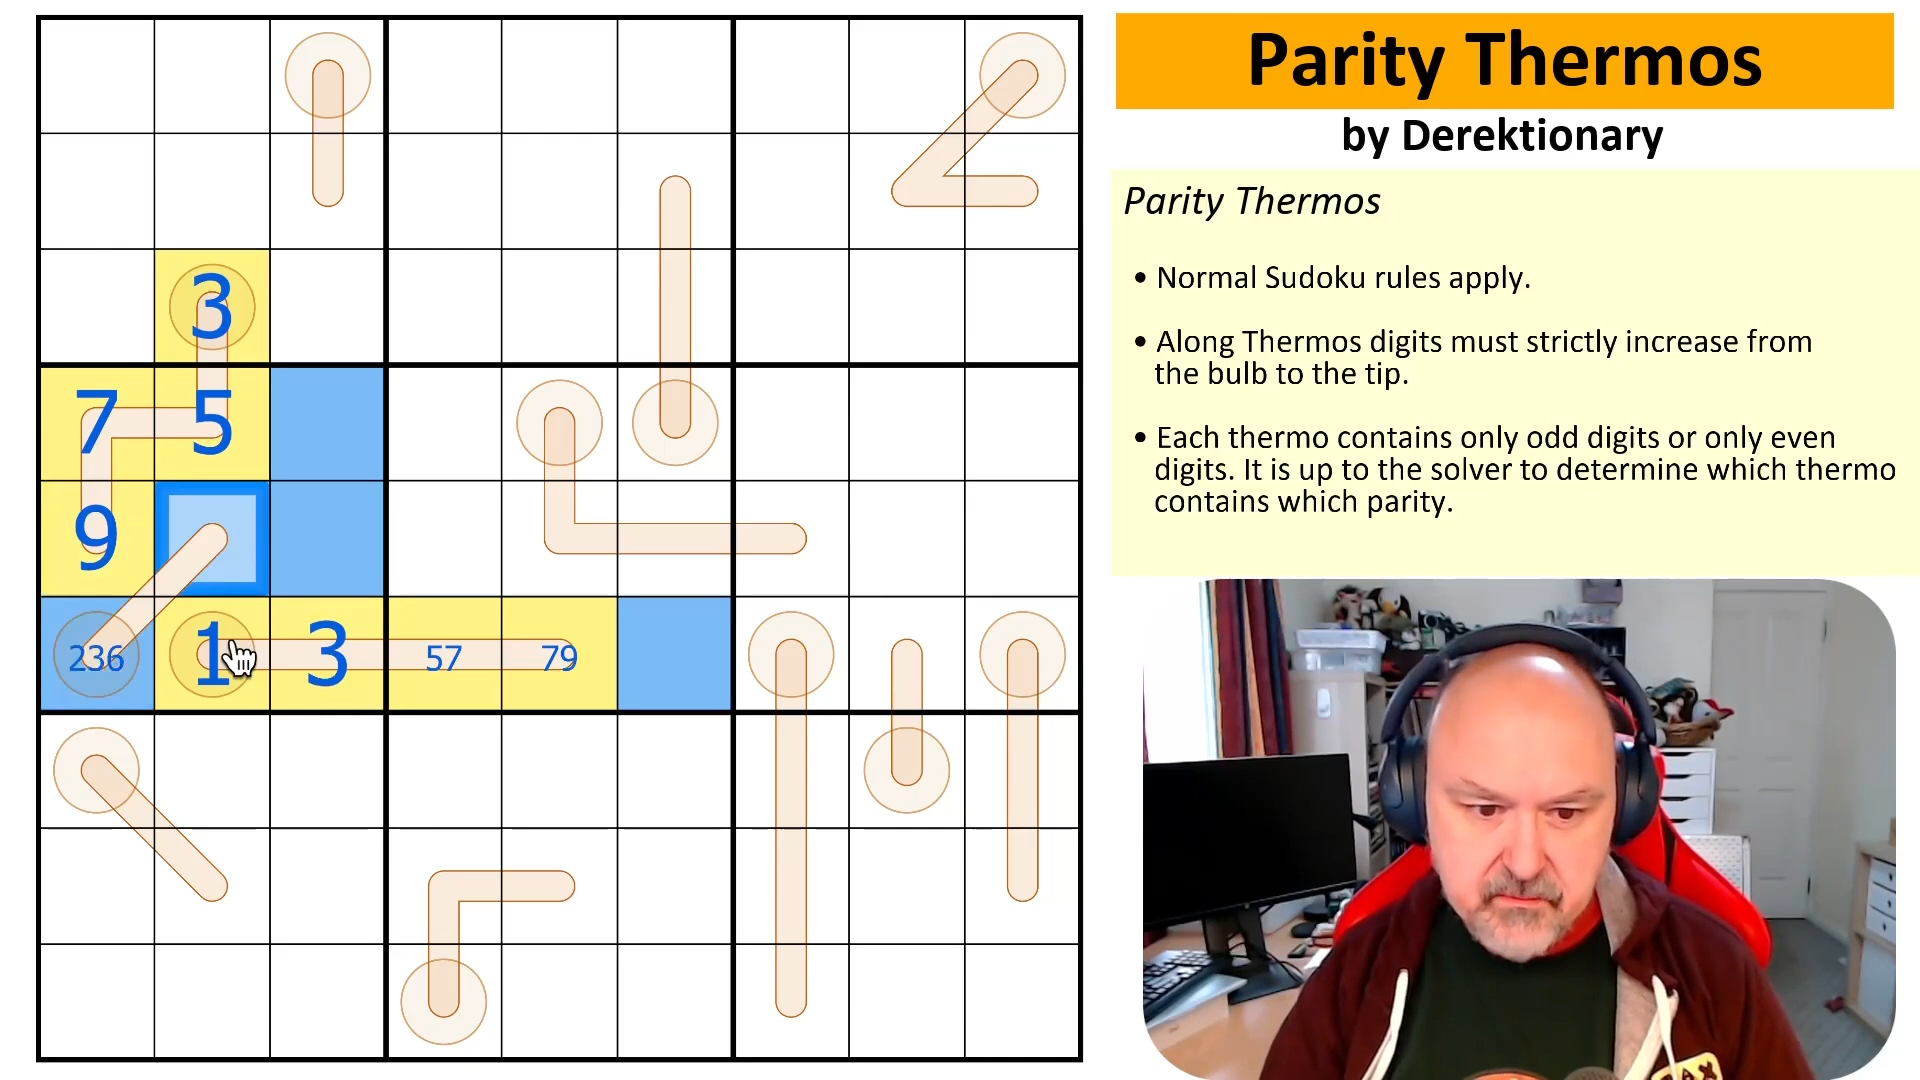 Parity Thermos
by Derektionary
Parity Thermos
• Normal Sudoku rules apply.
• Along Thermos digits must strictly increase from
the bulb to the tip.
• Each thermo contains only odd digits or only even
digits. It is up to the solver to determine which thermo
contains which parity.
3
7 5
9
236 1 3 57 79